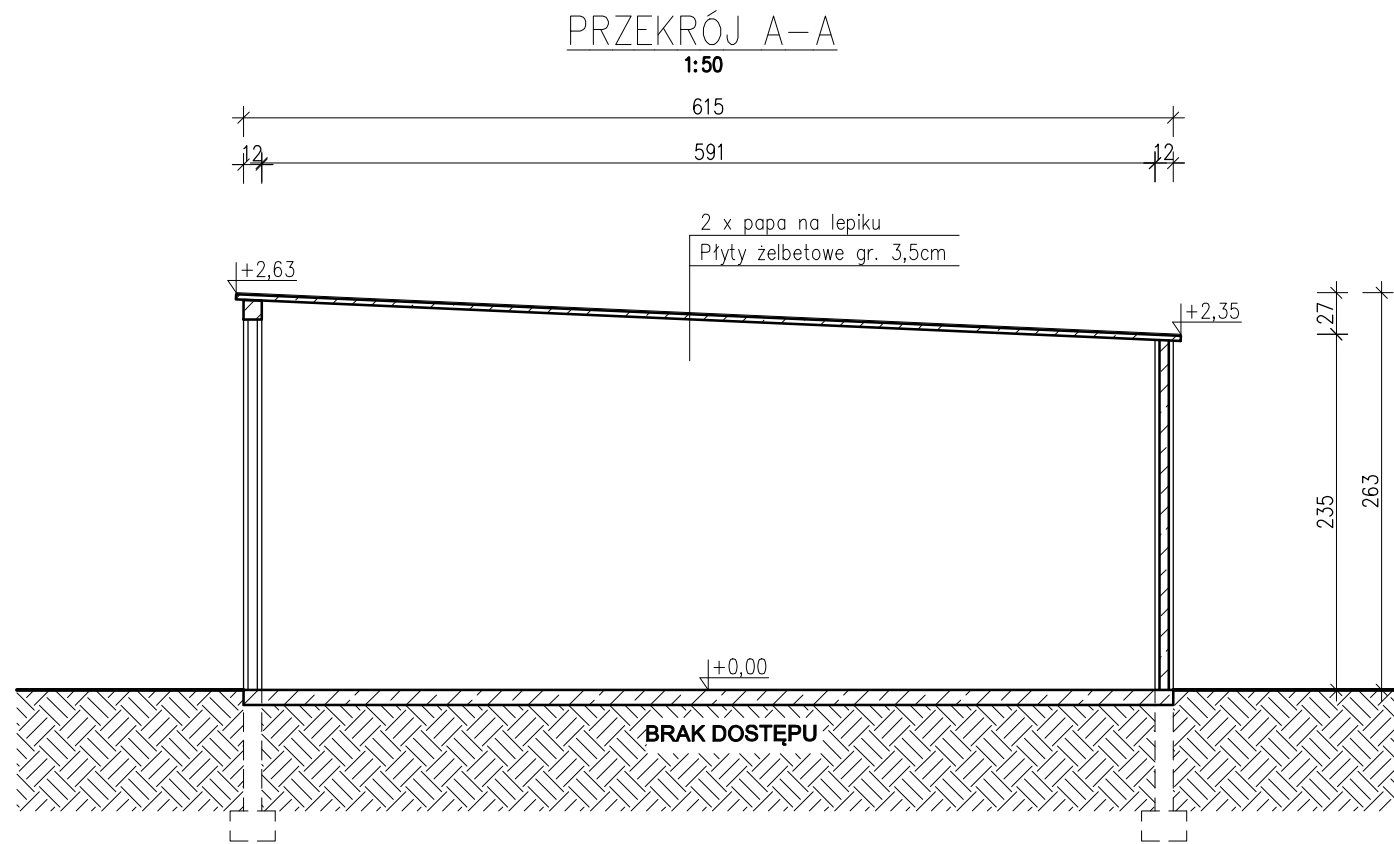 PRZEKRÓJ A-A
1:50
615
12 591 12
2 x papa na lepiku
Płyty żelbetowe gr. 3,5cm
+2,63
+2,35
27
235
263
+0,00
BRAK DOSTĘPU